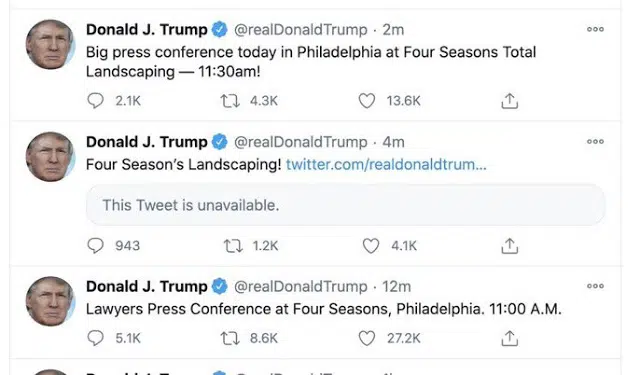 Donald J. Trump @realDonaldTrump · 2m
Big press conference today in Philadelphia at Four Seasons Total
Landscaping — 11:30am!
2.1K 4.3K 13.6K
Donald J. Trump @realDonaldTrump · 4m
Four Season's Landscaping! twitter.com/realdonaldtrum...
This Tweet is unavailable.
943 1.2K 4.1K
Donald J. Trump @realDonaldTrump · 12m
Lawyers Press Conference at Four Seasons, Philadelphia. 11:00 A.M.
5.1K 8.6K 27.2K